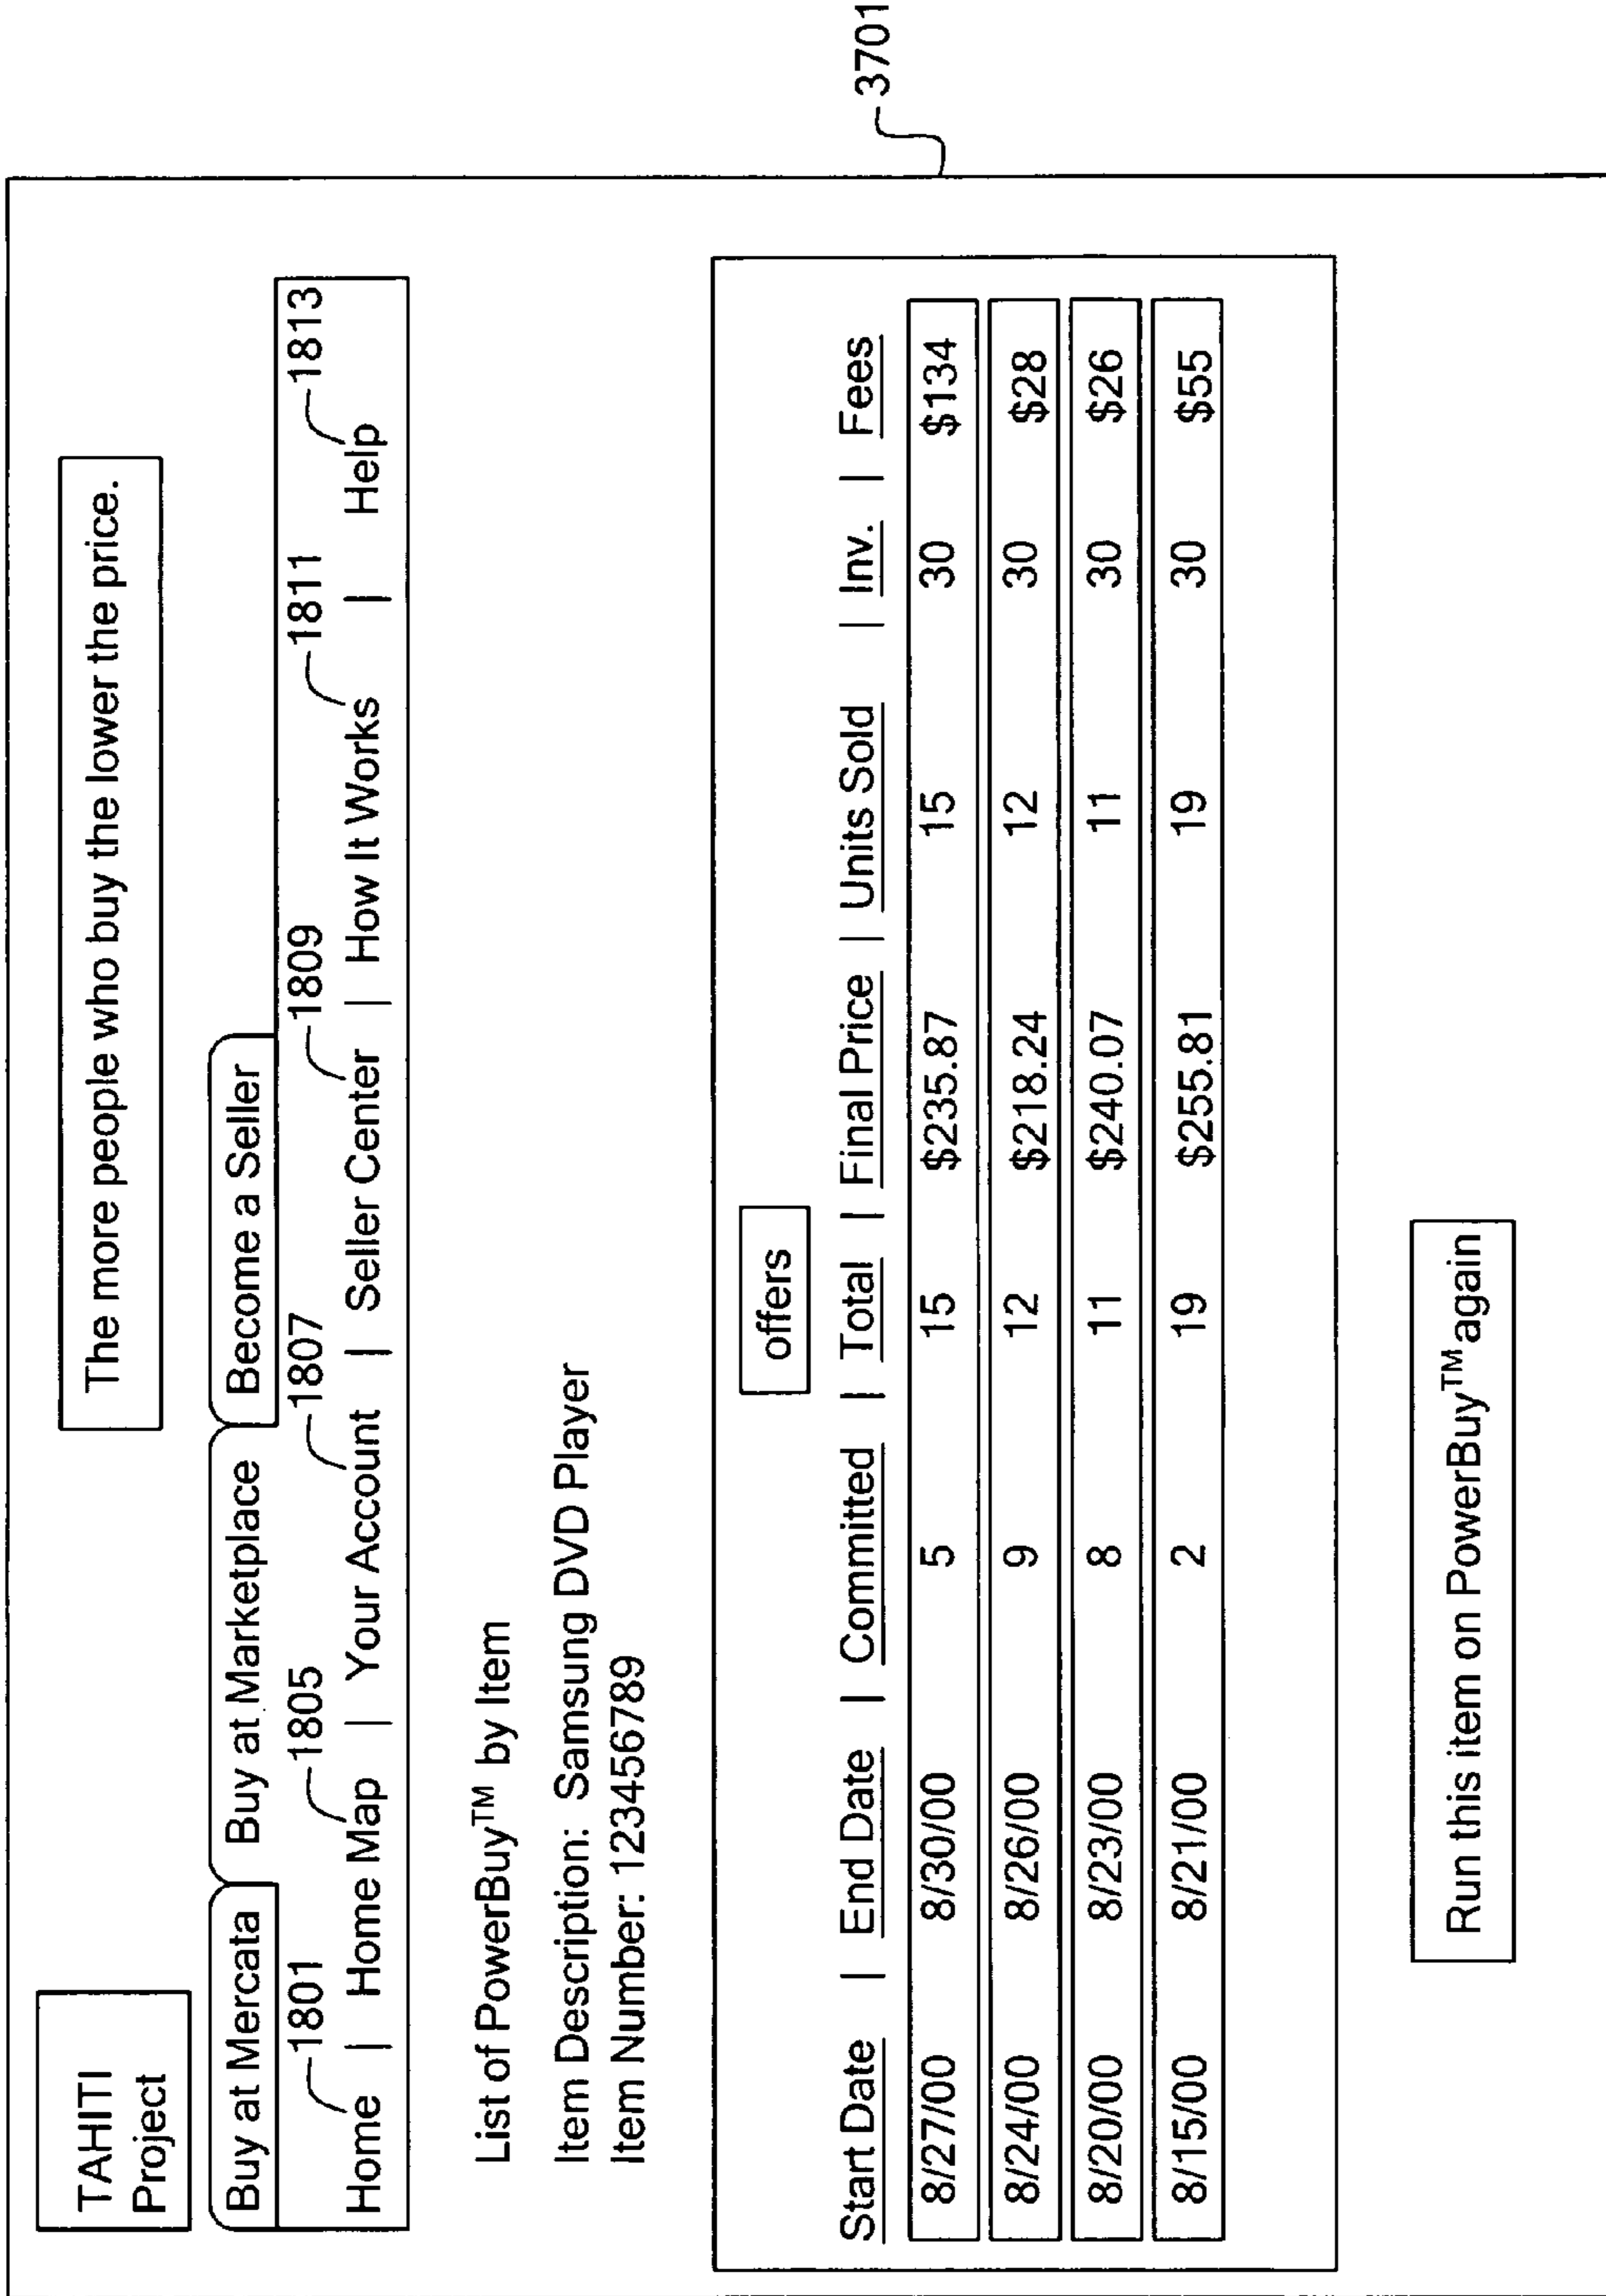 TAHITI
Project
The more people who buy the lower the price.
Buy at Mercata Buy at Marketplace Become a Seller
1801 1805 1807 1809 1811 1813
Home | Home Map | Your Account | Seller Center | How It Works | Help
List of PowerBuy™ by Item
Item Description: Samsung DVD Player
Item Number: 123456789
3701
offers
Start Date | End Date | Committed | Total | Final Price | Units Sold | Inv. | Fees
8/27/00 8/30/00 5 15 $235.87 15 30 $134
8/24/00 8/26/00 9 12 $218.24 12 30 $28
8/20/00 8/23/00 8 11 $240.07 11 30 $26
8/15/00 8/21/00 2 19 $255.81 19 30 $55
Run this item on PowerBuy™ again